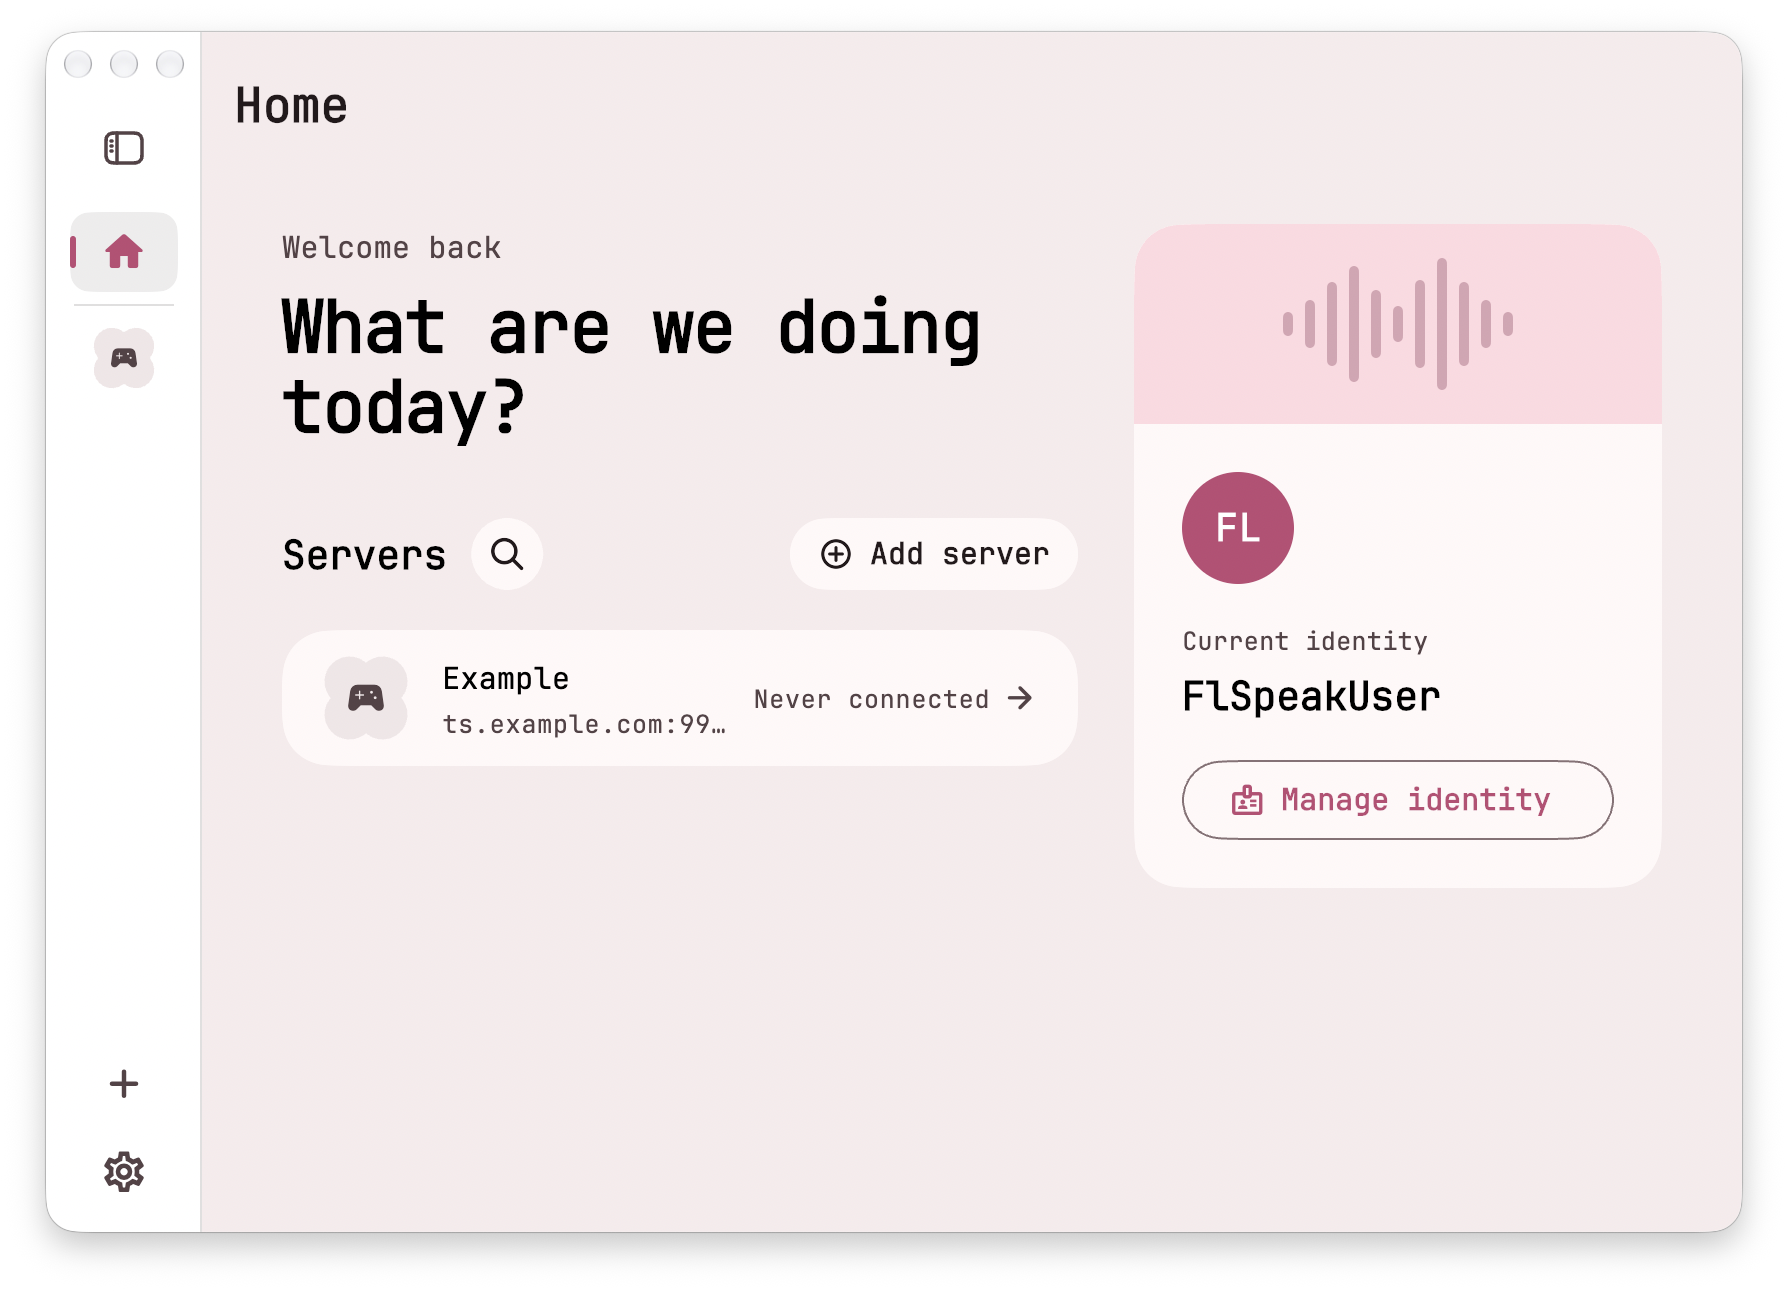 Home
Welcome back
What are we doing
today?
Servers
Add server
Example
ts.example.com:99…
Never connected
FL
Current identity
FlSpeakUser
Manage identity